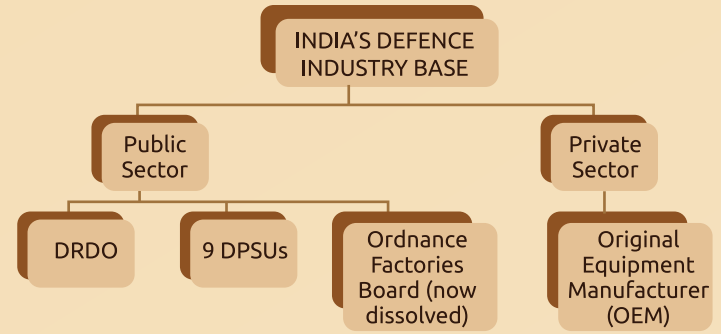 INDIA'S DEFENCE
INDUSTRY BASE
Public
Sector
Private
Sector
DRDO
9 DPSUs
Ordnance
Factories
Board (now
dissolved)
Original
Equipment
Manufacturer
(OEM)